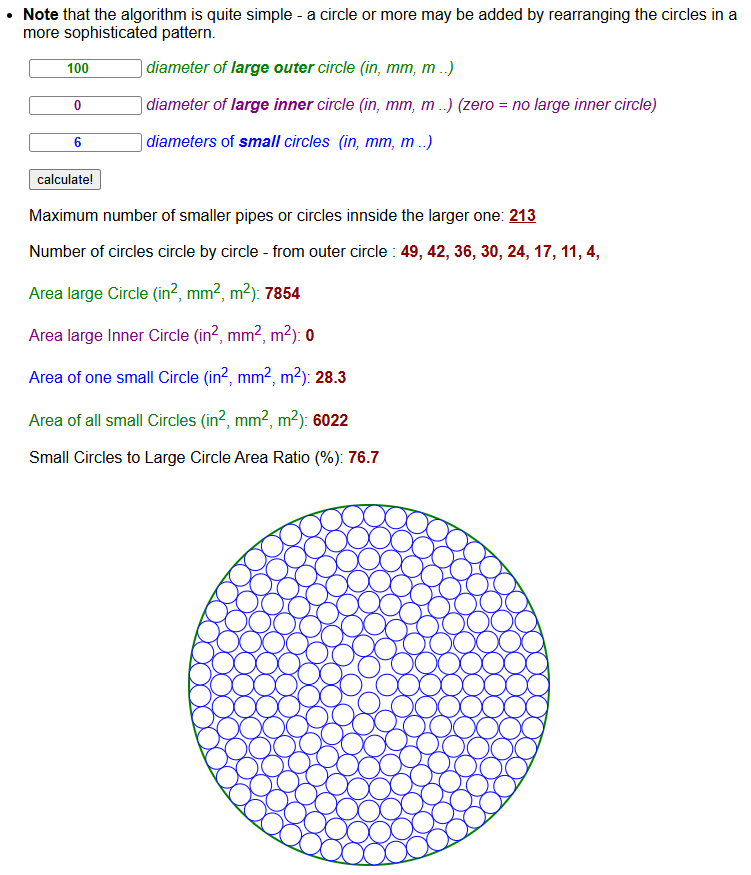 • Note that the algorithm is quite simple - a circle or more may be added by rearranging the circles in a
more sophisticated pattern.
100 diameter of large outer circle (in, mm, m ..)
0 diameter of large inner circle (in, mm, m ..) (zero = no large inner circle)
6 diameters of small circles (in, mm, m ..)
calculate!
Maximum number of smaller pipes or circles innside the larger one: 213
Number of circles circle by circle - from outer circle : 49, 42, 36, 30, 24, 17, 11, 4,
Area large Circle (in², mm², m²): 7854
Area large Inner Circle (in², mm², m²): 0
Area of one small Circle (in², mm², m²): 28.3
Area of all small Circles (in², mm², m²): 6022
Small Circles to Large Circle Area Ratio (%): 76.7